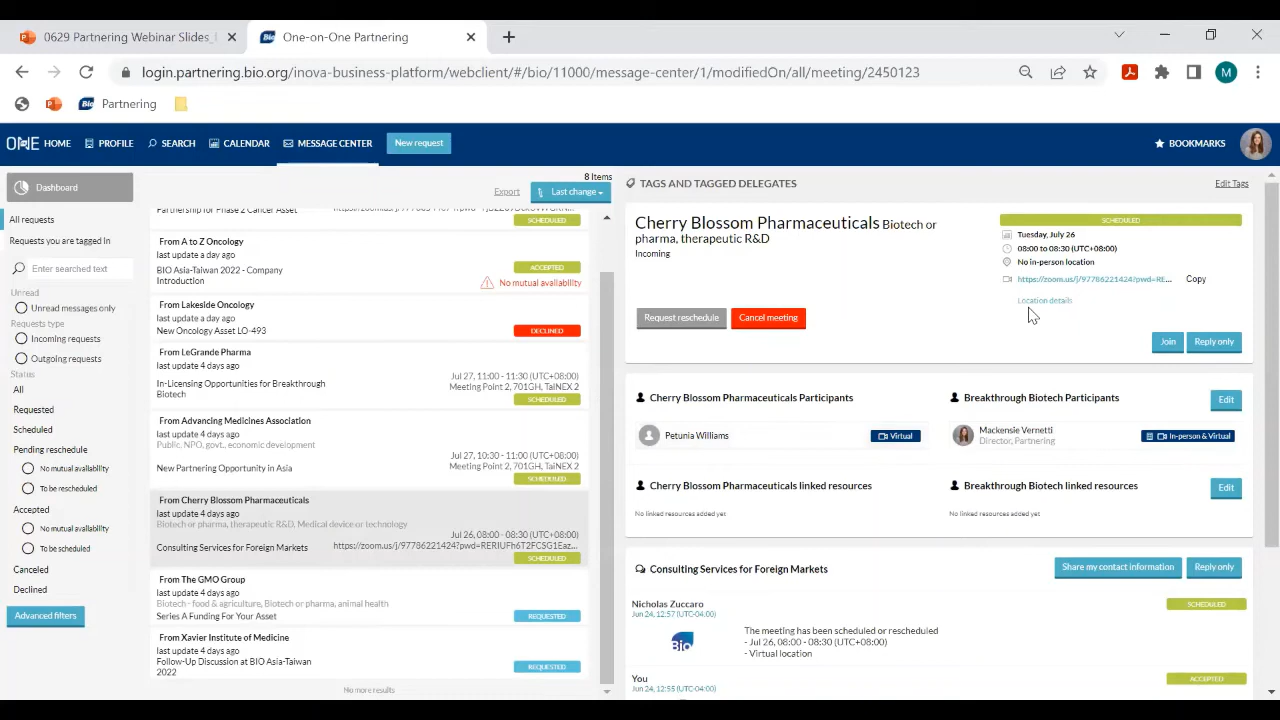 0629 Partnering Webinar Slides_
One-on-One Partnering
login.partnering.bio.org/inova-business-platform/webclient/#/bio/11000/message-center/1/modifiedOn/all/meeting/2450123
M
Bio Partnering
ONE HOME
PROFILE
SEARCH
CALENDAR
MESSAGE CENTER
New request
BOOKMARKS
Dashboard
All requests
Requests you are tagged in
Enter searched text
Unread
Unread messages only
Requests type
Incoming requests
Outgoing requests
States
All
Requested
Scheduled
Pending reschedule
No mutual availability
To be rescheduled
Accepted
No mutual availability
To be scheduled
Canceled
Declined
Advanced filters
8 Items
Export
Last change
Partnership for Phase 2 Cancer Asset
SCHEDULED
From A to Z Oncology
last update a day ago
ACCEPTED
BIO Asia-Taiwan 2022 - Company
Introduction
No mutual availability
From Lakeside Oncology
last update a day ago
New Oncology Asset LO-493
DECLINED
From LeGrande Pharma
last update 4 days ago
In-Licensing Opportunities for Breakthrough
Biotech
Jul 27, 11:00 - 11:30 (UTC+08:00)
Meeting Point 2, 701GH, TaiNEX 2
SCHEDULED
From Advancing Medicines Association
last update 4 days ago
Public, NPO, govt., economic development
New Partnering Opportunity in Asia
Jul 27, 10:30 - 11:00 (UTC+08:00)
Meeting Point 2, 701GH, TaiNEX 2
SCHEDULED
From Cherry Blossom Pharmaceuticals
last update 4 days ago
Biotech or pharma, therapeutic R&D, Medical device or technology
Jul 26, 08:00 - 08:30 (UTC+08:00)
Consulting Services for Foreign Markets
https://zoom.us/j/97786221424?pwd=RERIUFh6T2FCSG1Eaz...
SCHEDULED
From The GMO Group
last update 4 days ago
Biotech - food & agriculture, Biotech or pharma, animal health
Series A Funding For Your Asset
REQUESTED
From Xavier Institute of Medicine
last update 4 days ago
Follow-Up Discussion at BIO Asia-Taiwan
2022
REQUESTED
No more results
TAGS AND TAGGED DELEGATES
Edit Tags
Cherry Blossom Pharmaceuticals Biotech or
pharma, therapeutic R&D
Incoming
Request reschedule
Cancel meeting
SCHEDULED
Tuesday, July 26
08:00 to 08:30 (UTC+08:00)
No in-person location
https://zoom.us/j/97786221424?pwd=RE...
Copy
Location details
Join
Reply only
Cherry Blossom Pharmaceuticals Participants
Petunia Williams
Virtual
Breakthrough Biotech Participants
Edit
Mackensie Vernetti
Director, Partnering
In-person & Virtual
Cherry Blossom Pharmaceuticals linked resources
No linked resources added yet
Breakthrough Biotech linked resources
Edit
No linked resources added yet
Consulting Services for Foreign Markets
Share my contact information
Reply only
Nicholas Zuccaro
Jun 24, 12:57 (UTC-04:00)
SCHEDULED
Bio
The meeting has been scheduled or rescheduled
- Jul 26, 08:00 - 08:30 (UTC+08:00)
- Virtual location
You
Jun 24, 12:55 (UTC-04:00)
ACCEPTED